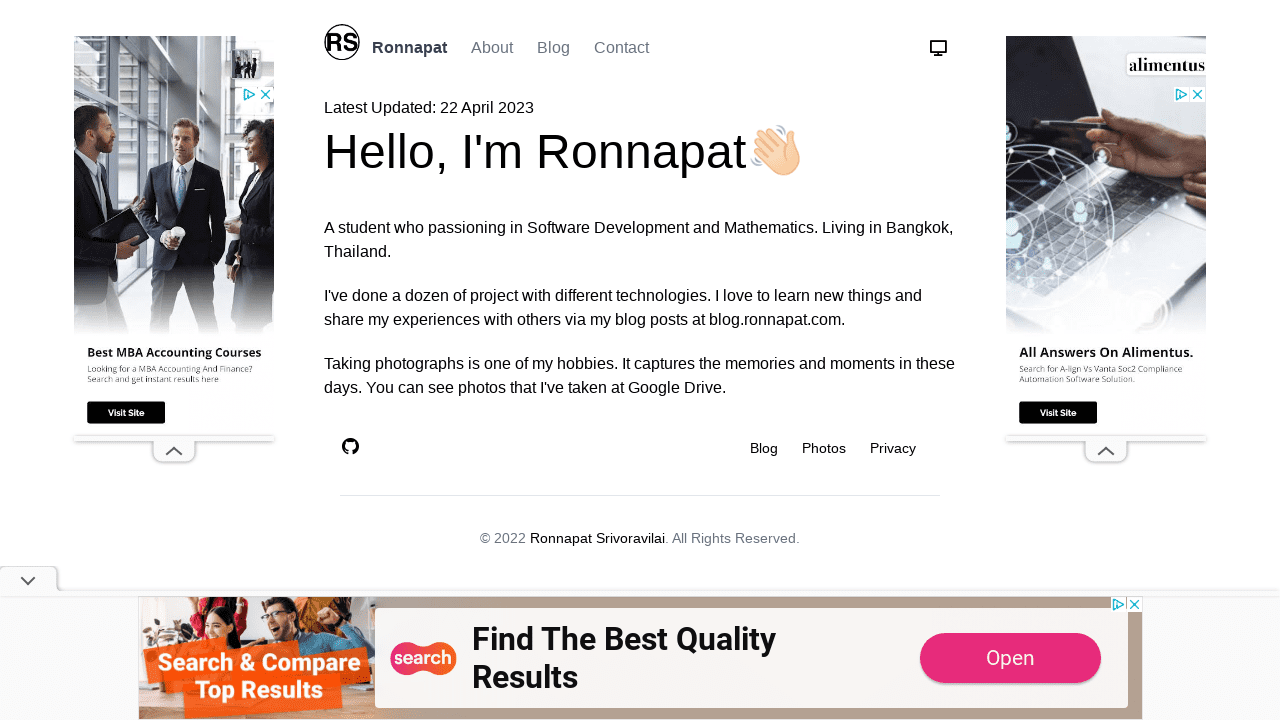 RS Ronnapat About Blog Contact
Latest Updated: 22 April 2023
Hello, I'm Ronnapat👋🏻
A student who passioning in Software Development and Mathematics. Living in Bangkok,
Thailand.
I've done a dozen of project with different technologies. I love to learn new things and
share my experiences with others via my blog posts at blog.ronnapat.com.
Taking photographs is one of my hobbies. It captures the memories and moments in these
days. You can see photos that I've taken at Google Drive.
Blog Photos Privacy
© 2022 Ronnapat Srivoravilai. All Rights Reserved.
Best MBA Accounting Courses
Looking for a MBA Accounting And Finance?
Search and get instant results here
Visit Site
alimentus
All Answers On Alimentus.
Search for A-lign Vs Vanta Soc2 Compliance
Automation Software Solution.
Visit Site
Search & Compare
Top Results
search
Find The Best Quality
Results
Open